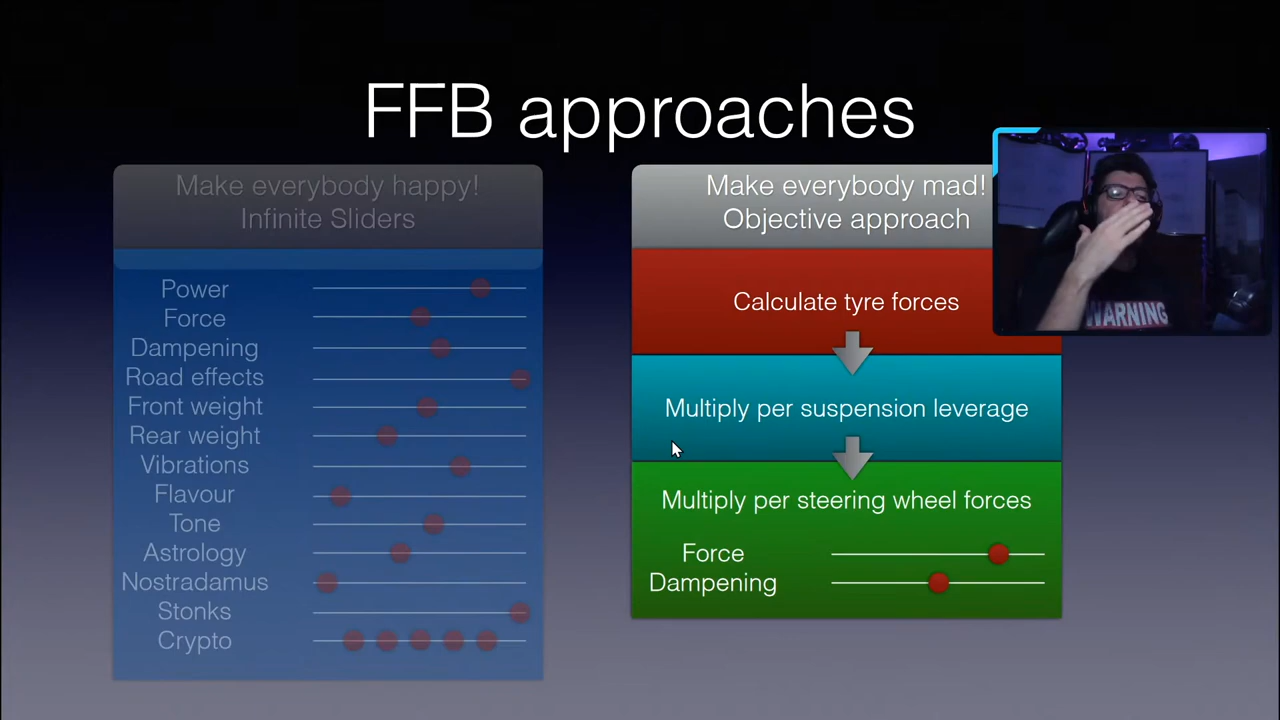 FFB approaches
Make everybody happy!
Infinite Sliders
Power
Force
Dampening
Road effects
Front weight
Rear weight
Vibrations
Flavour
Tone
Astrology
Nostradamus
Stonks
Crypto
Make everybody mad!
Objective approach
Calculate tyre forces
Multiply per suspension leverage
Multiply per steering wheel forces
Force
Dampening
WARNING